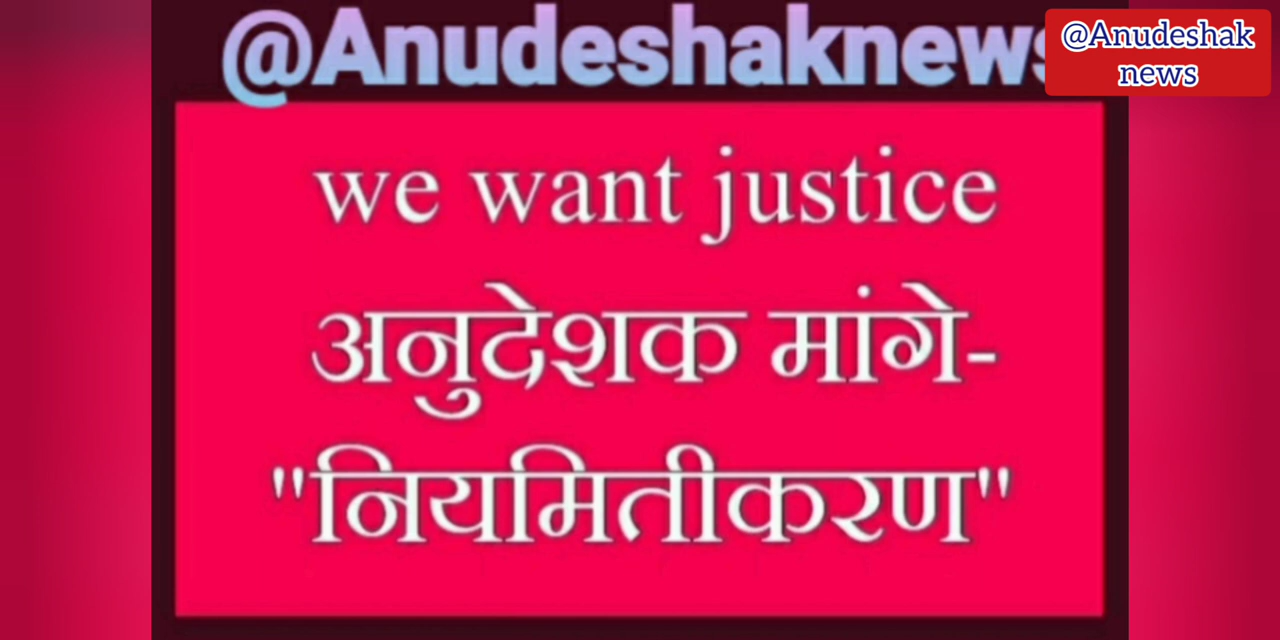 @Anudeshaknews
@Anudeshak
news
we want justice
अनुदेशक मांगे-
"नियमितीकरण"